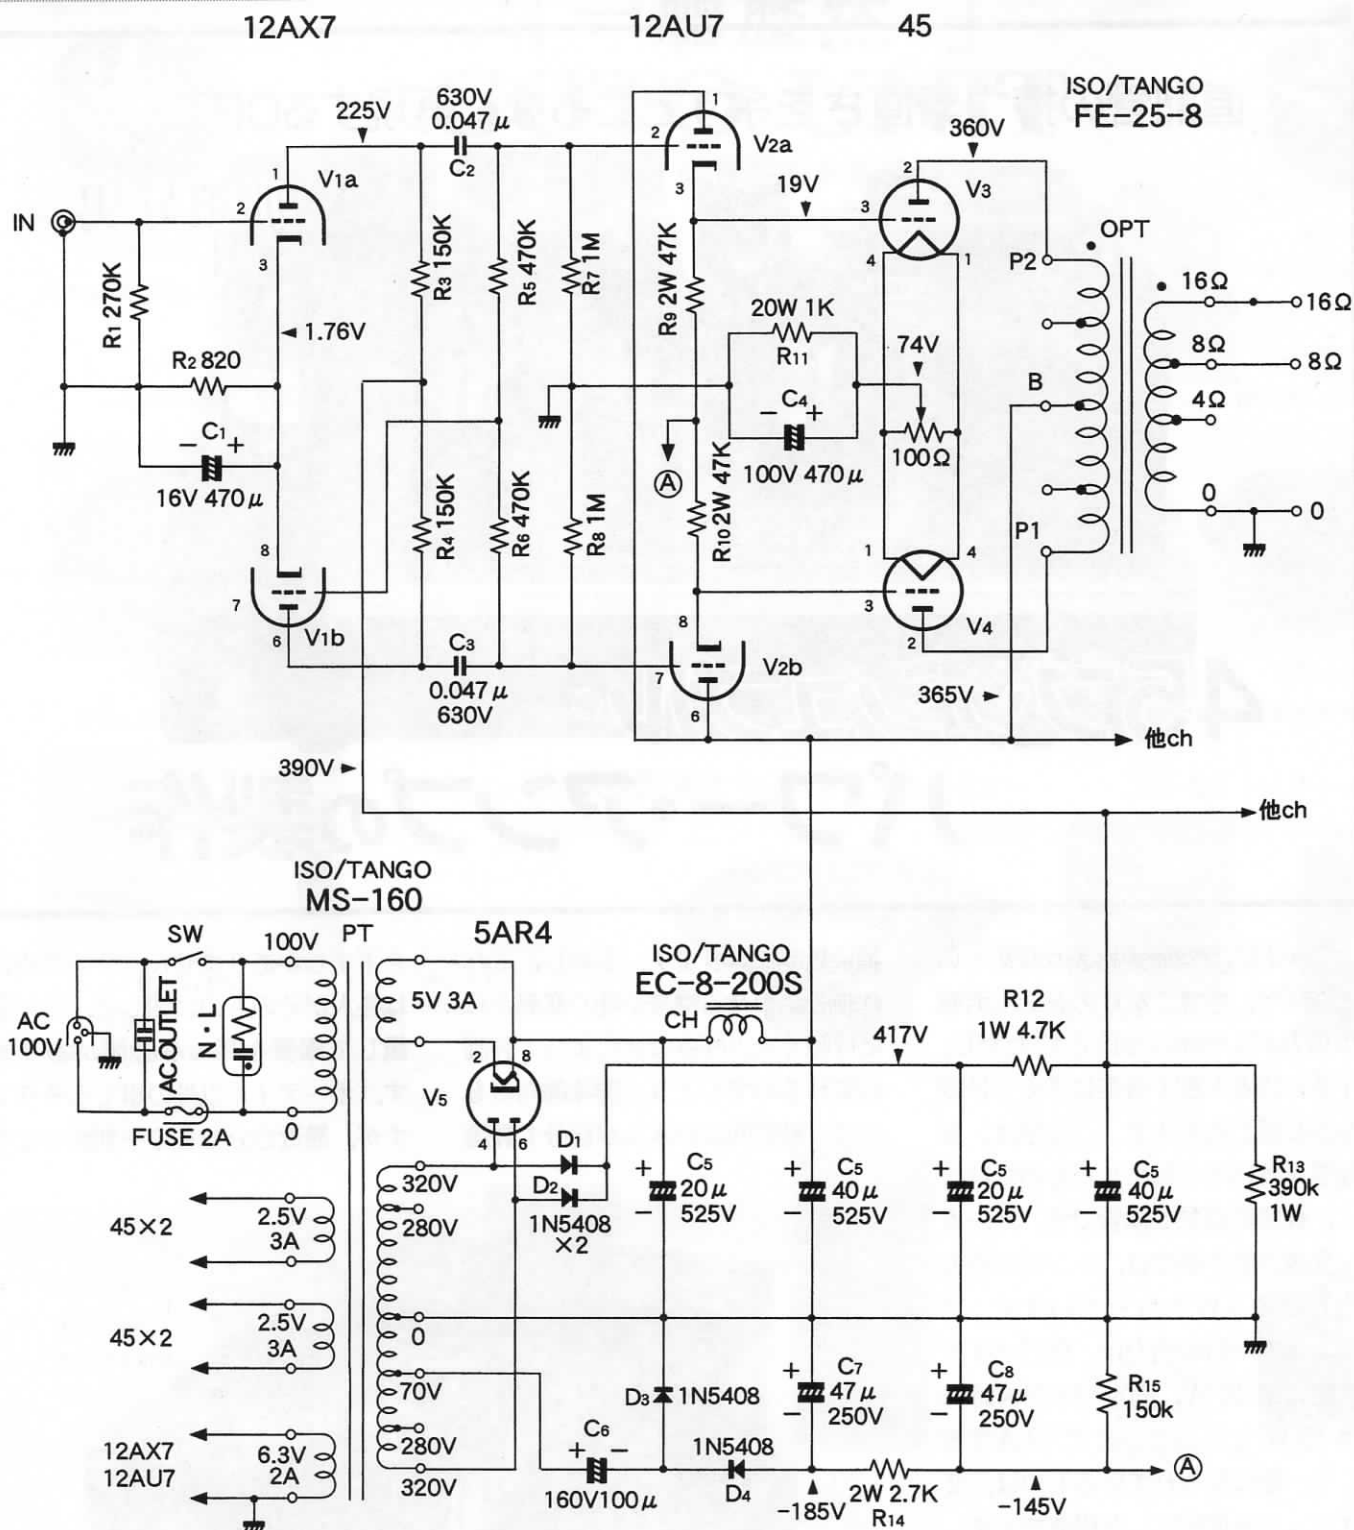 12AX7
12AU7
45
ISO/TANGO
FE-25-8
630V
0.047μ
C2
225V
360V
1
2
3
V1a
2
1
3
V2a
19V
2
3
V3
4
1
IN
R1 270K
R3 150K
R5 470K
R7 1M
R9 2W 47K
OPT
P2
16Ω
16Ω
20W 1K
R11
1.76V
74V
8Ω
8Ω
R2 820
B
4Ω
C4
- +
100V 470μ
100Ω
- C1 +
16V 470μ
A
R4 150K
R6 470K
R8 1M
R10 2W 47K
0
0
P1
8
7
6
V1b
1
4
3
V4
2
8
7
V2b
6
C3
0.047μ
630V
365V
他ch
390V
他ch
ISO/TANGO
MS-160
SW
100V
PT
5AR4
ISO/TANGO
EC-8-200S
CH
5V 3A
R12
1W 4.7K
417V
AC
100V
AC OUTLET
N・L
2
8
V5
4
6
FUSE 2A
0
D1
D2
1N5408
×2
320V
280V
+ C5
20μ
- 525V
+ C5
40μ
- 525V
+ C5
20μ
- 525V
+ C5
40μ
- 525V
R13
390k
1W
45×2
2.5V
3A
45×2
2.5V
3A
0
70V
D3
1N5408
+ C7
47μ
- 250V
+ C8
47μ
- 250V
R15
150k
12AX7
12AU7
6.3V
2A
280V
320V
C6
+ -
160V100μ
1N5408
D4
-185V
2W 2.7K
R14
-145V
A